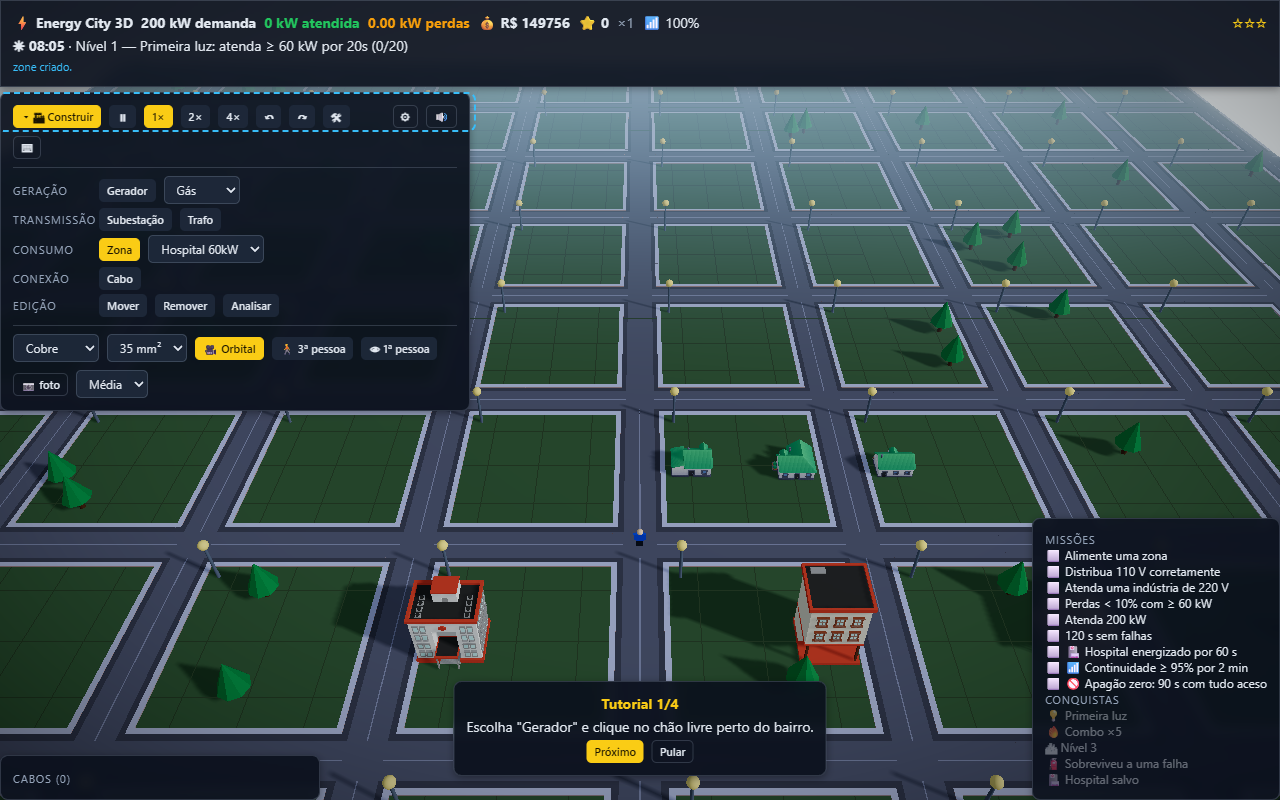 Energy City 3D 200 kW demanda 0 kW atendida 0.00 kW perdas R$ 149756 0 ×1 100%
08:05 · Nível 1 — Primeira luz: atenda ≥ 60 kW por 20s (0/20)
zone criado.
Construir 1× 2× 4×
GERAÇÃO Gerador Gás
TRANSMISSÃO Subestação Trafo
CONSUMO Zona Hospital 60kW
CONEXÃO Cabo
EDIÇÃO Mover Remover Analisar
Cobre 35 mm² Orbital 3ª pessoa 1ª pessoa
foto Média
MISSÕES
Alimente uma zona
Distribua 110 V corretamente
Atenda uma indústria de 220 V
Perdas < 10% com ≥ 60 kW
Atenda 200 kW
120 s sem falhas
Hospital energizado por 60 s
Continuidade ≥ 95% por 2 min
Apagão zero: 90 s com tudo aceso
CONQUISTAS
Primeira luz
Combo ×5
Nível 3
Sobreviveu a uma falha
Hospital salvo
Tutorial 1/4
Escolha "Gerador" e clique no chão livre perto do bairro.
Próximo Pular
CABOS (0)